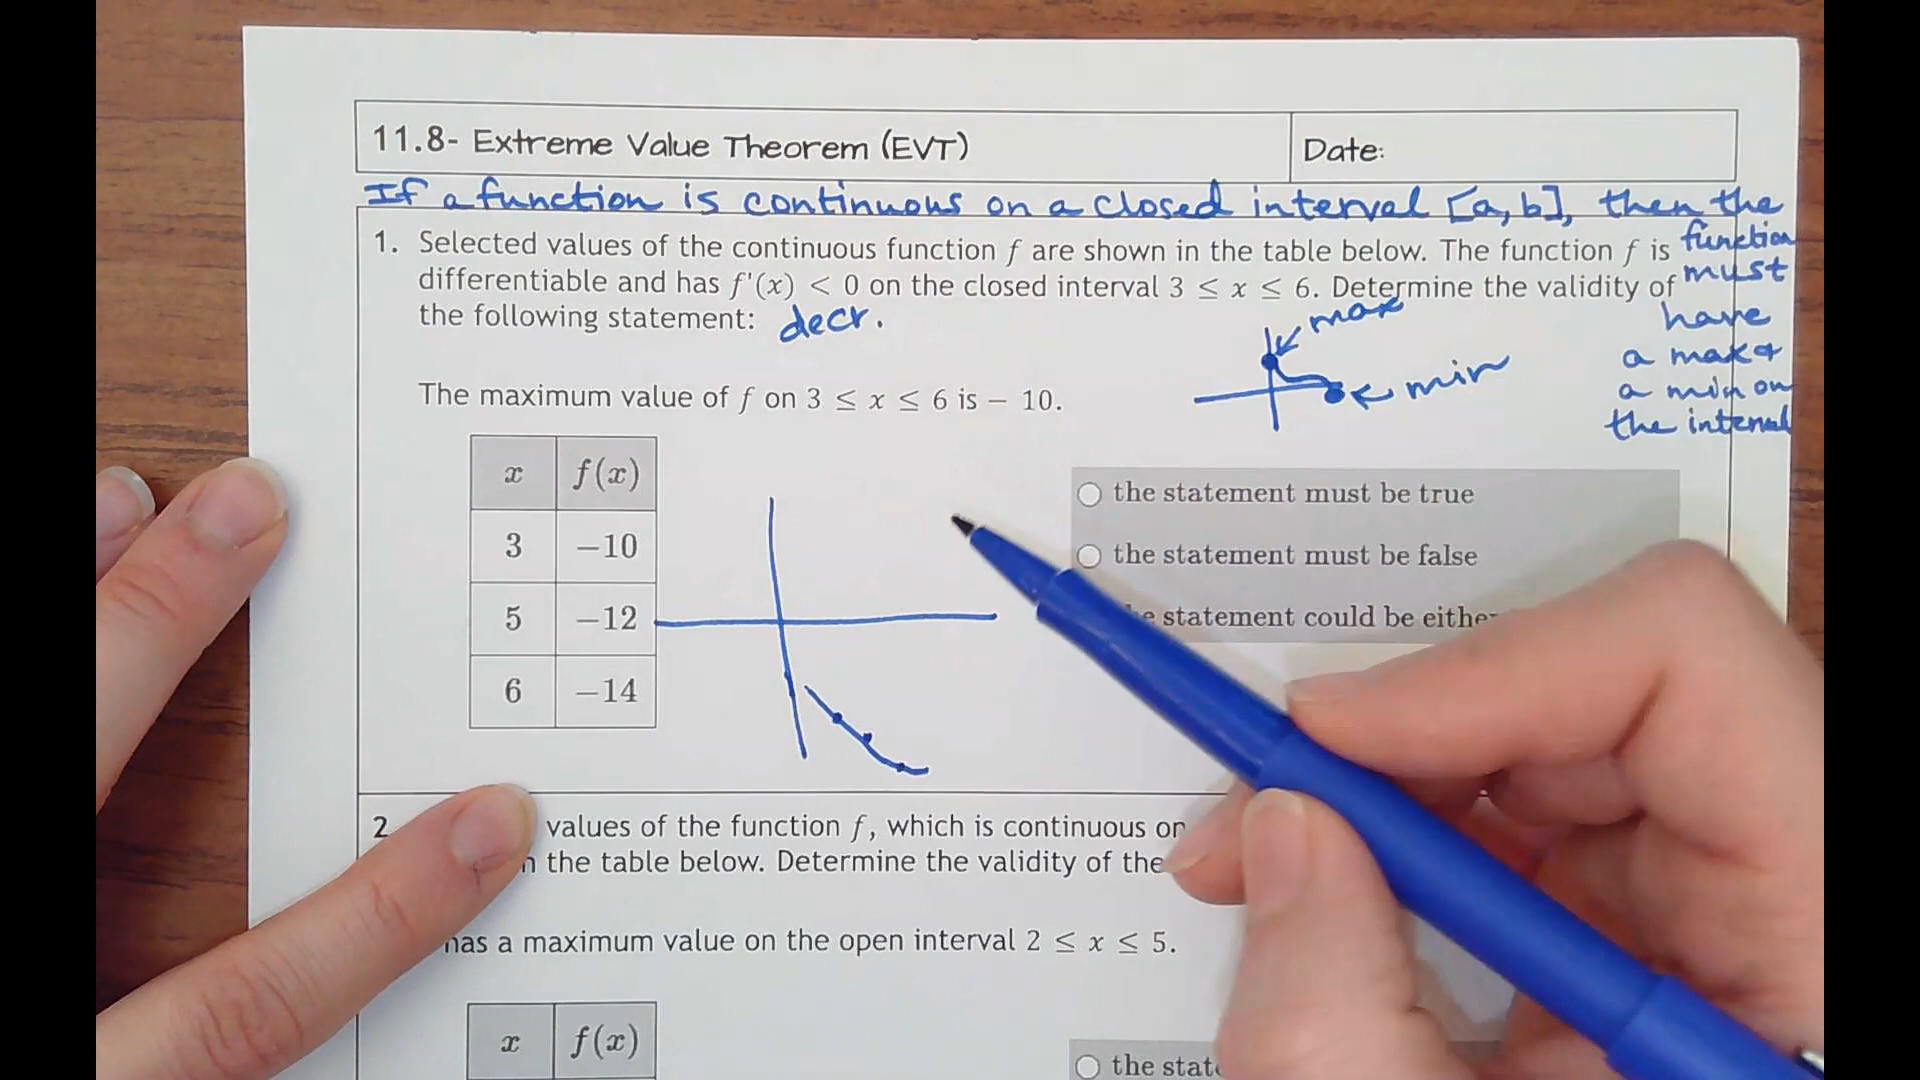 11.8- Extreme Value Theorem (EVT)
Date:
If a function is continuous on a closed interval [a, b], then the
function
must
have
a max &
a min on
the interval
1. Selected values of the continuous function f are shown in the table below. The function f is
differentiable and has f'(x) < 0 on the closed interval 3 ≤ x ≤ 6. Determine the validity of
the following statement: decr.
max
min
The maximum value of f on 3 ≤ x ≤ 6 is − 10.
x f(x)
3 −10
5 −12
6 −14
the statement must be true
the statement must be false
statement could be either
2 values of the function f, which is continuous on
the table below. Determine the validity of the
has a maximum value on the open interval 2 ≤ x ≤ 5.
x f(x)
the